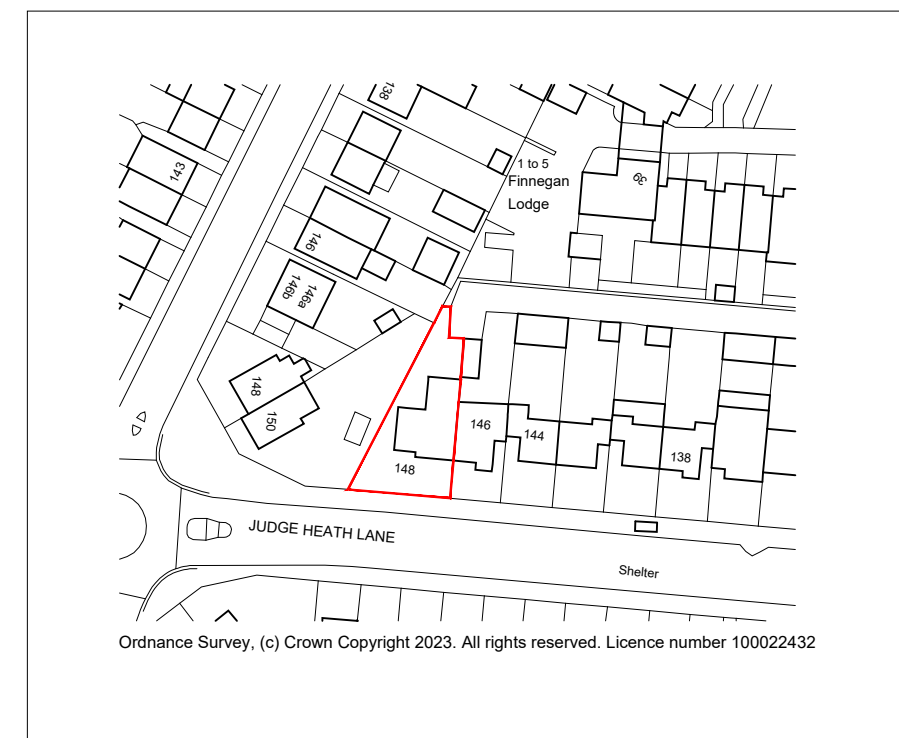 138
143
1 to 5
Finnegan
Lodge
39
146
146b
146a
148
150
146
144
138
148
JUDGE HEATH LANE
Shelter
Ordnance Survey, (c) Crown Copyright 2023. All rights reserved. Licence number 100022432